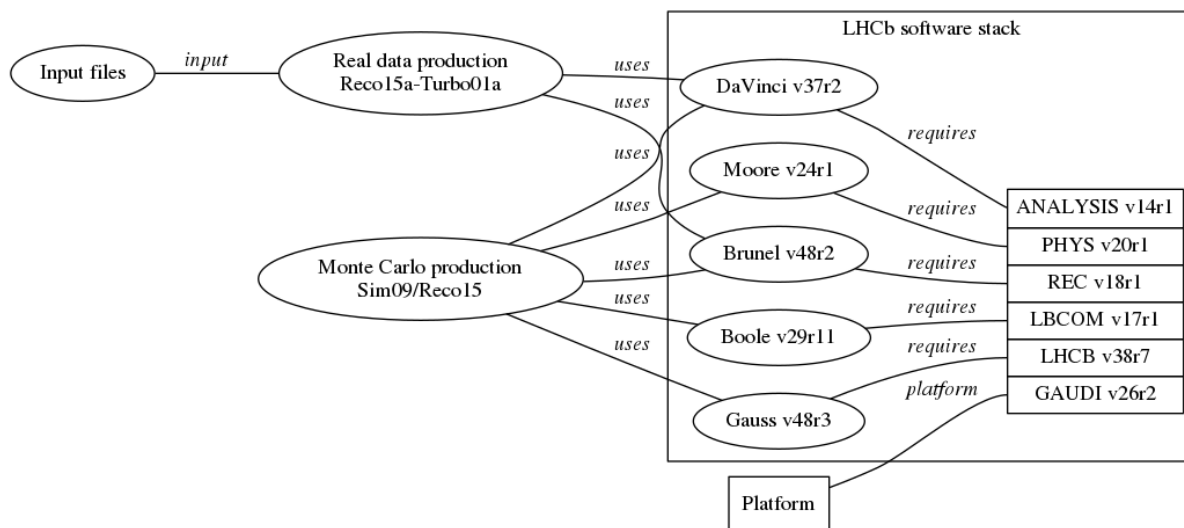 LHCb software stack
Input files
input
Real data production
Reco15a-Turbo01a
uses
uses
DaVinci v37r2
requires
uses
Moore v24r1
uses
requires
ANALYSIS v14r1
PHYS v20r1
Monte Carlo production
Sim09/Reco15
uses
Brunel v48r2
requires
REC v18r1
uses
Boole v29r11
requires
LBCOM v17r1
uses
requires
LHCB v38r7
platform
GAUDI v26r2
Gauss v48r3
Platform